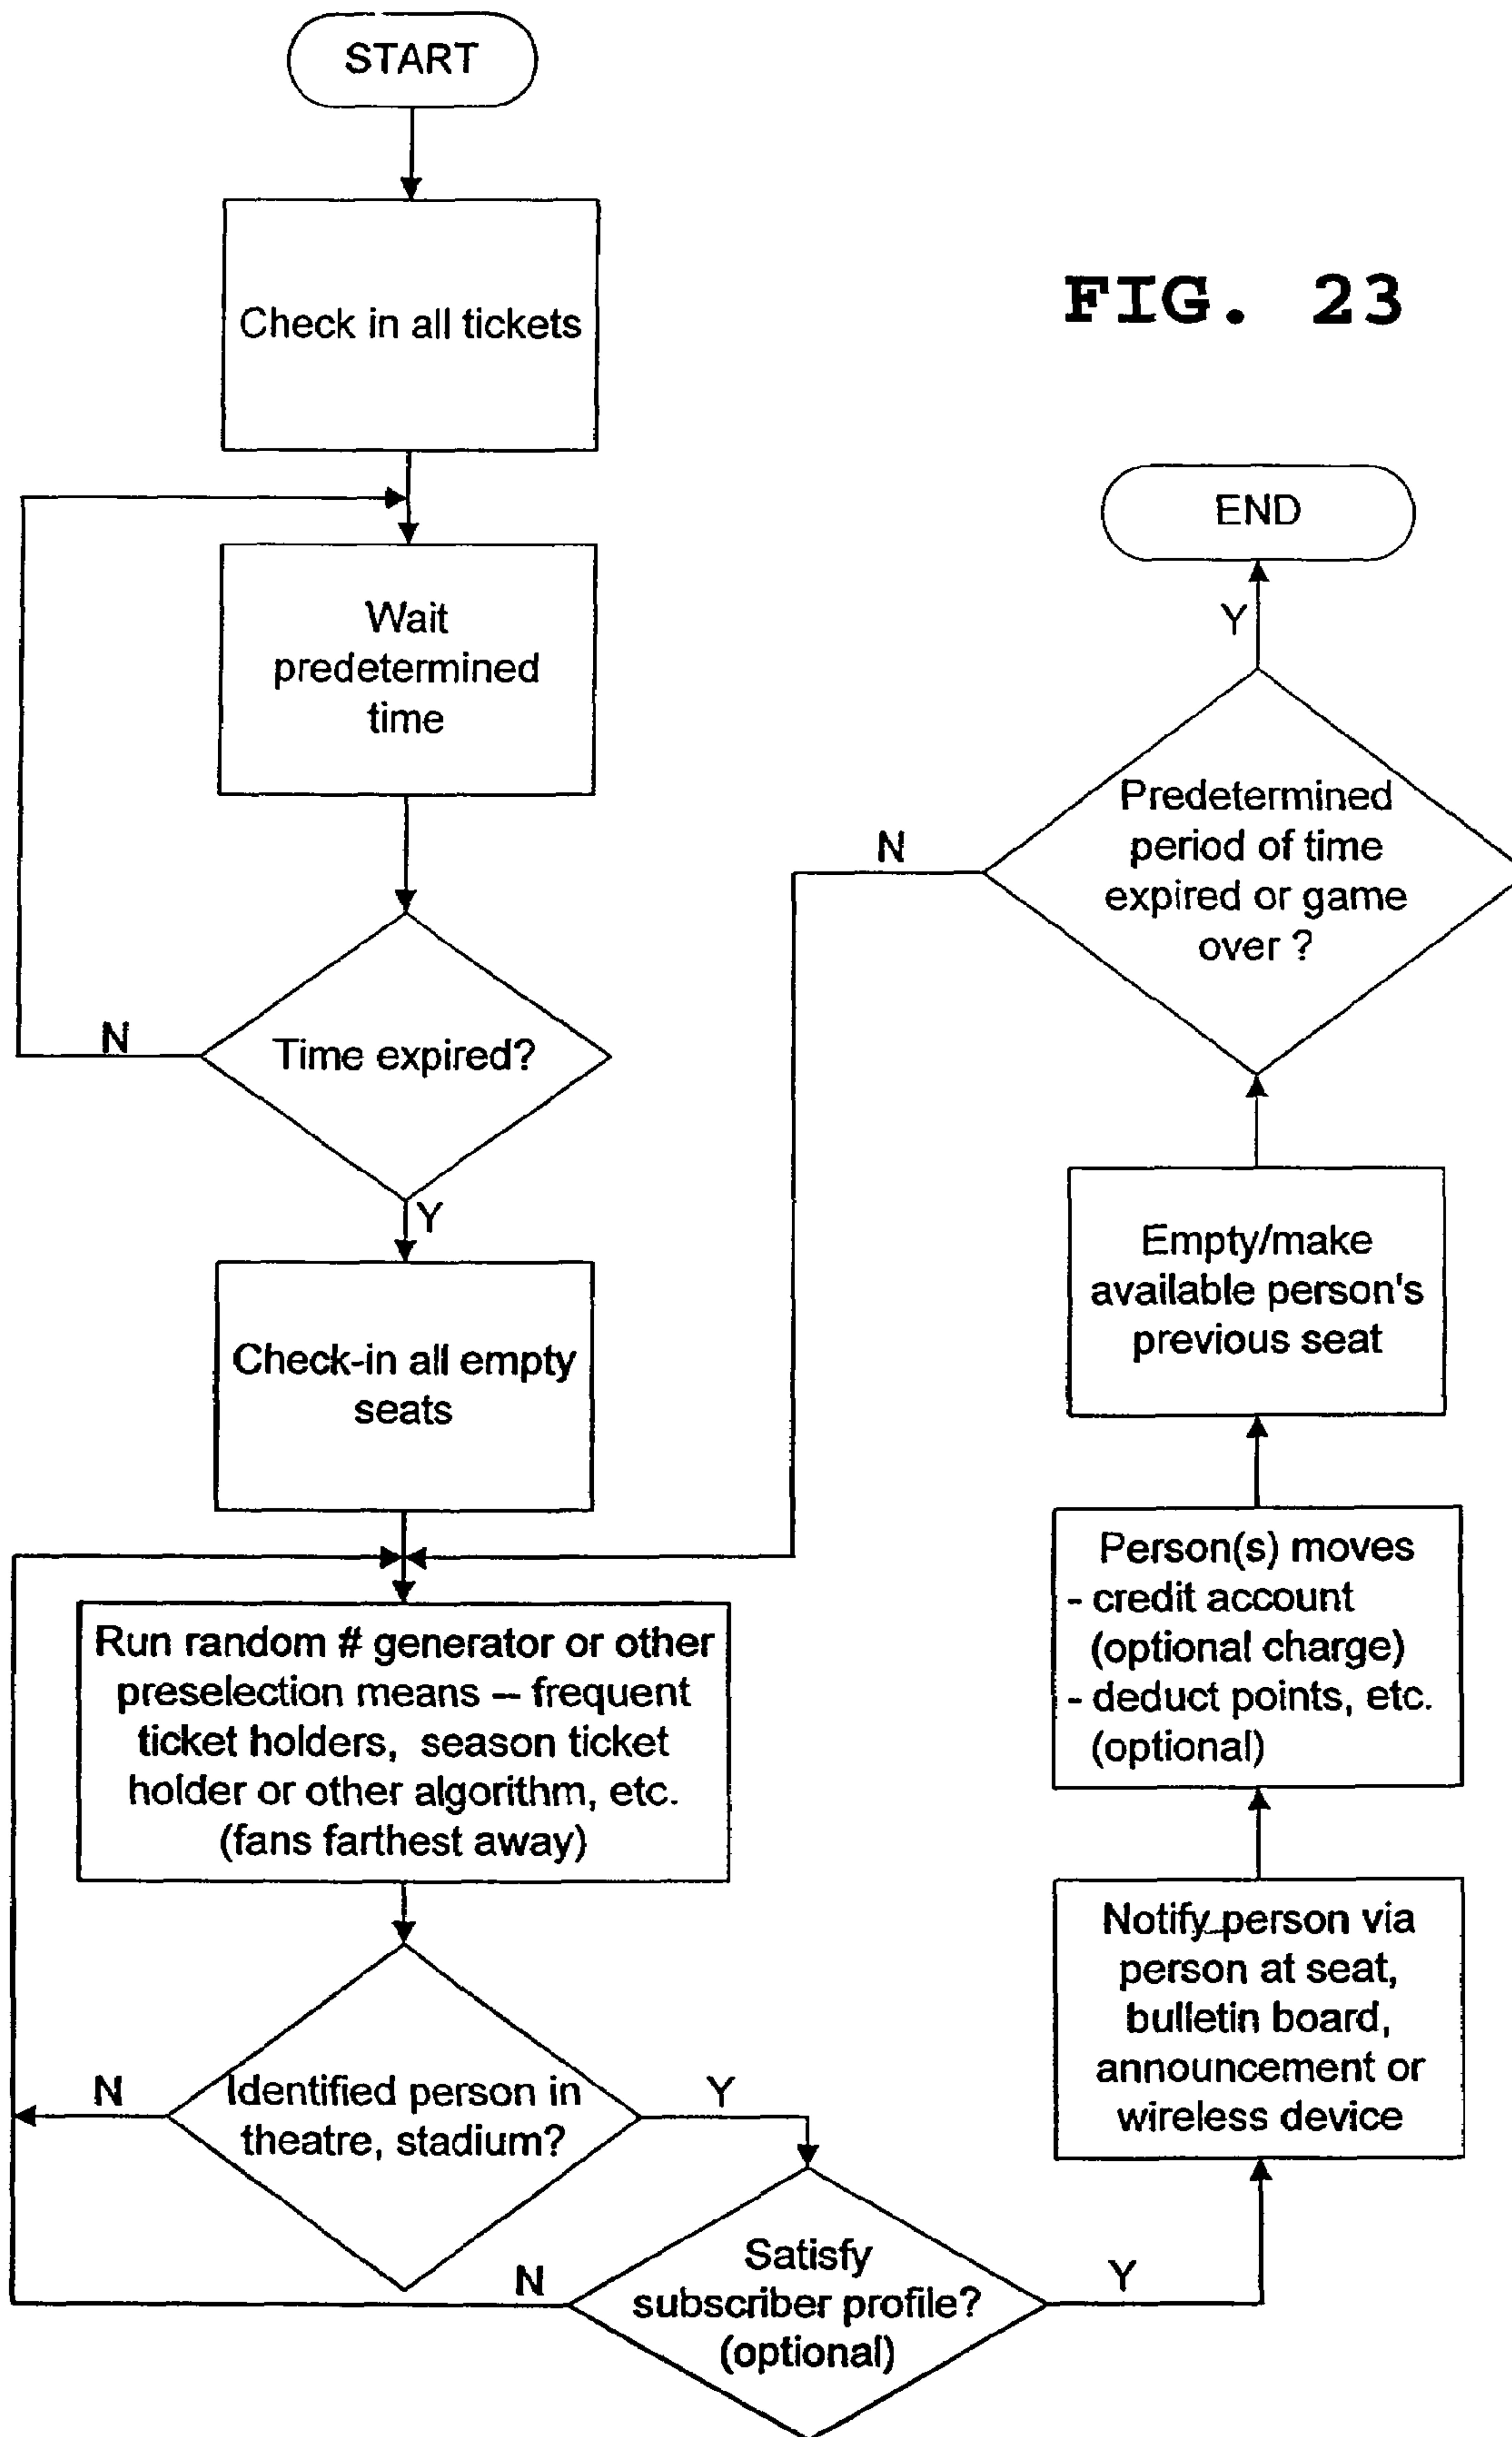 START
FIG. 23
Check in all tickets
Wait
predetermined
time
N
Time expired?
Y
Check-in all empty
seats
Run random # generator or other
preselection means – frequent
ticket holders, season ticket
holder or other algorithm, etc.
(fans farthest away)
N
Identified person in
theatre, stadium?
Y
N
Satisfy
subscriber profile?
(optional)
Y
Notify person via
person at seat,
bulletin board,
announcement or
wireless device
Person(s) moves
- credit account
(optional charge)
- deduct points, etc.
(optional)
Empty/make
available person's
previous seat
Predetermined
period of time
expired or game
over ?
N
Y
END